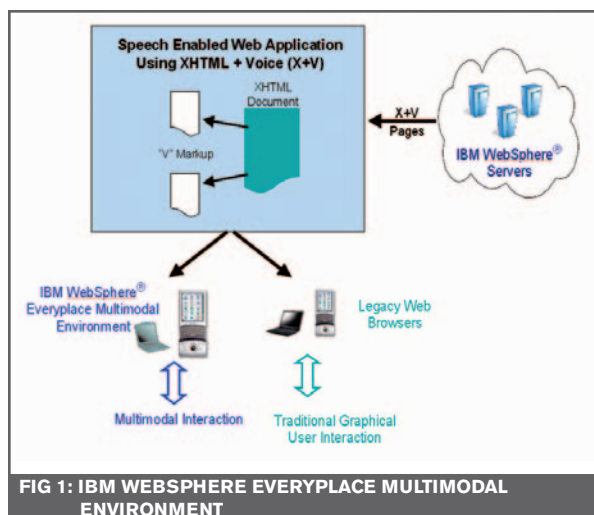 Speech Enabled Web Application
Using XHTML + Voice (X+V)
XHTML
Document
"V" Markup
X+V
Pages
IBM WebSphere®
Servers
IBM WebSphere®
Everyplace Multimodal
Environment
Legacy Web
Browsers
Multimodal Interaction
Traditional Graphical
User Interaction
FIG 1: IBM WEBSPHERE EVERYPLACE MULTIMODAL
ENVIRONMENT